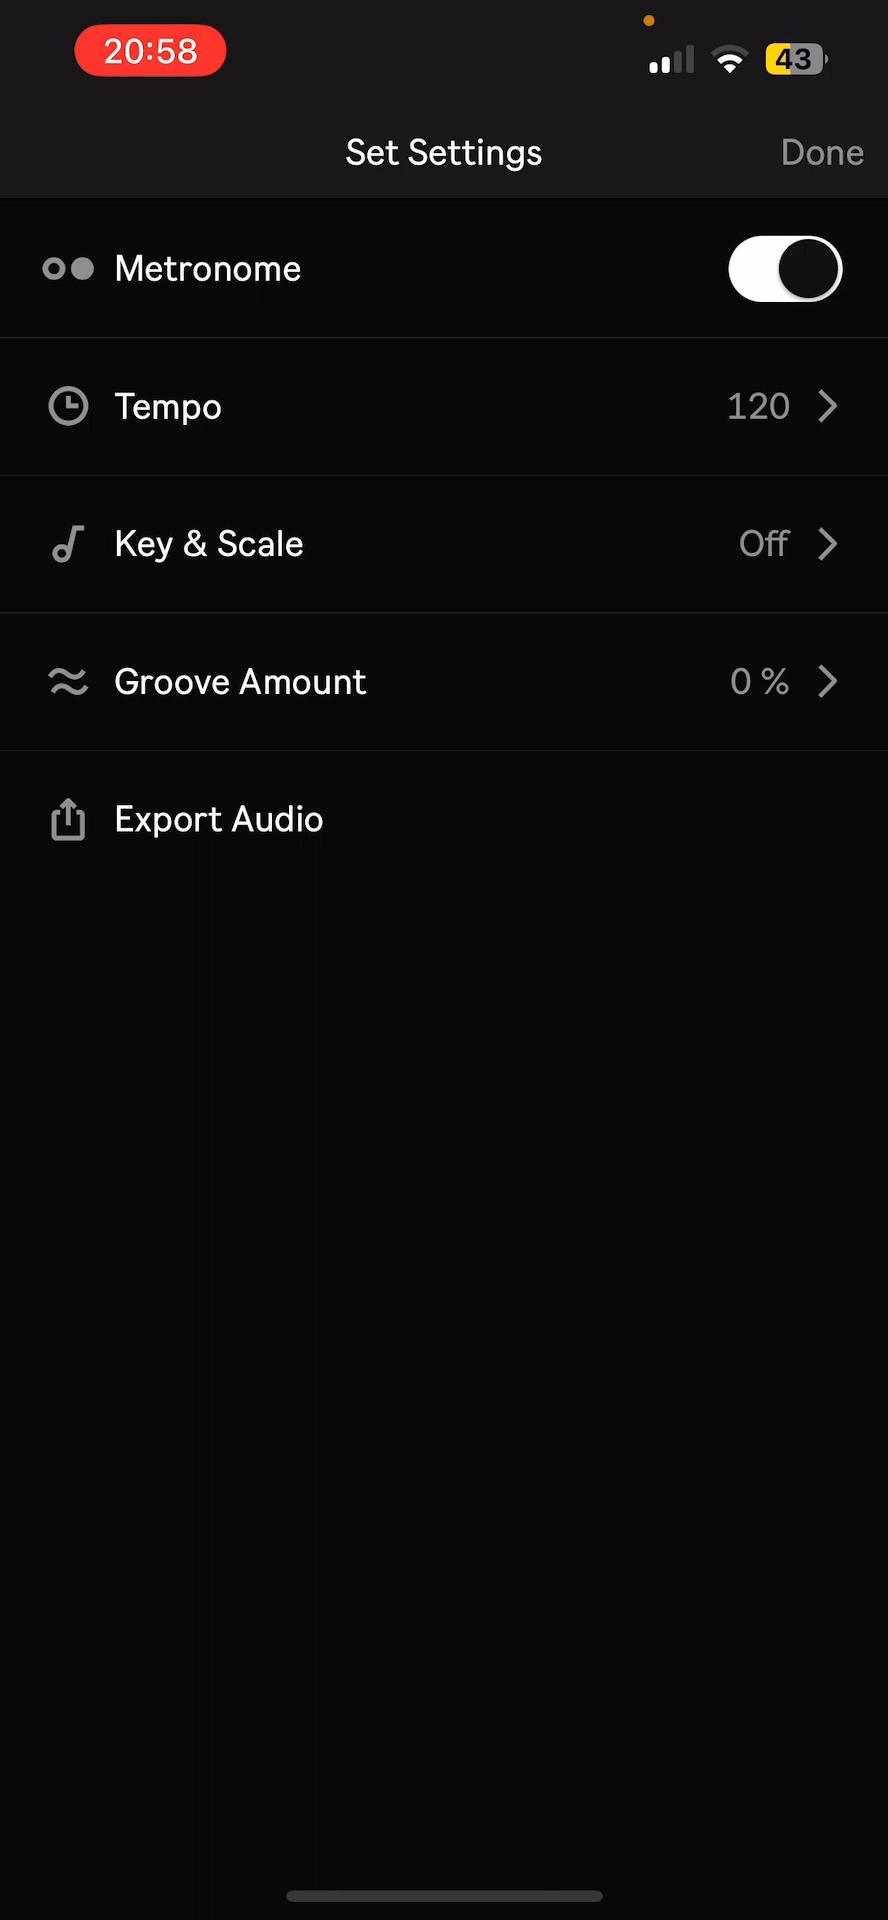 20:58
43
Set Settings
Done
Metronome
Tempo
120
Key & Scale
Off
Groove Amount
0 %
Export Audio